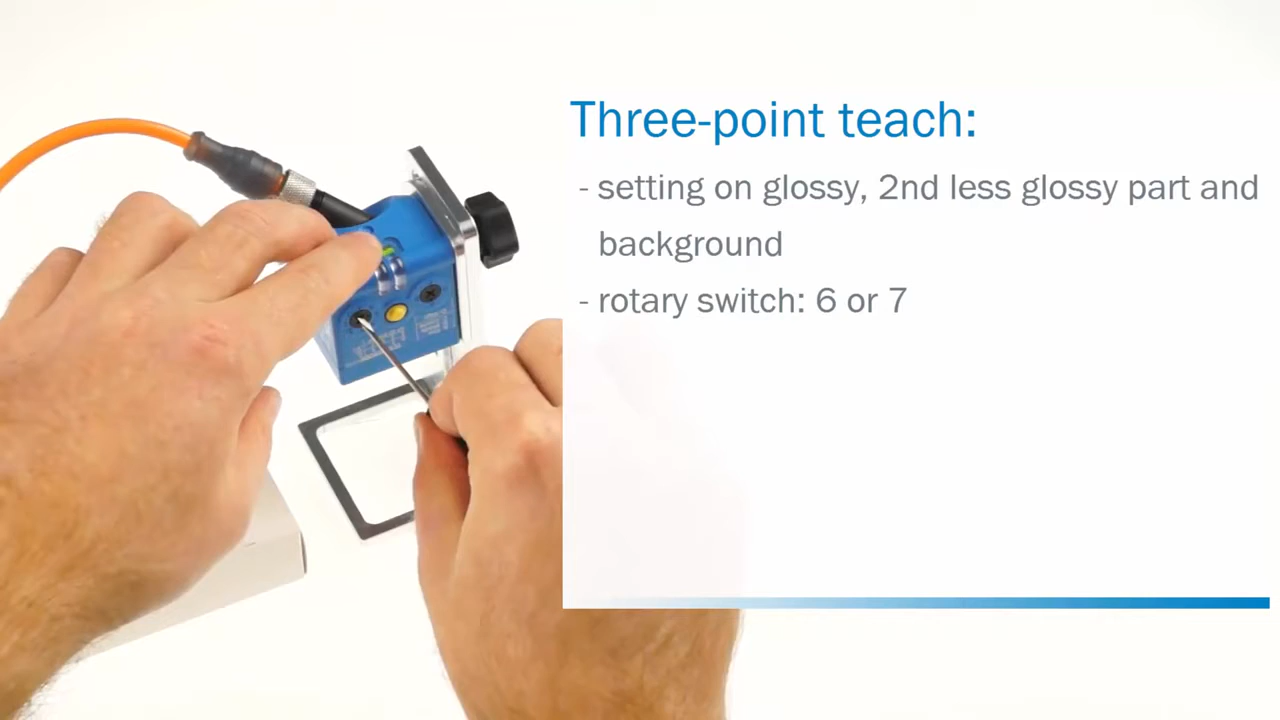 Three-point teach:
- setting on glossy, 2nd less glossy part and
background
- rotary switch: 6 or 7